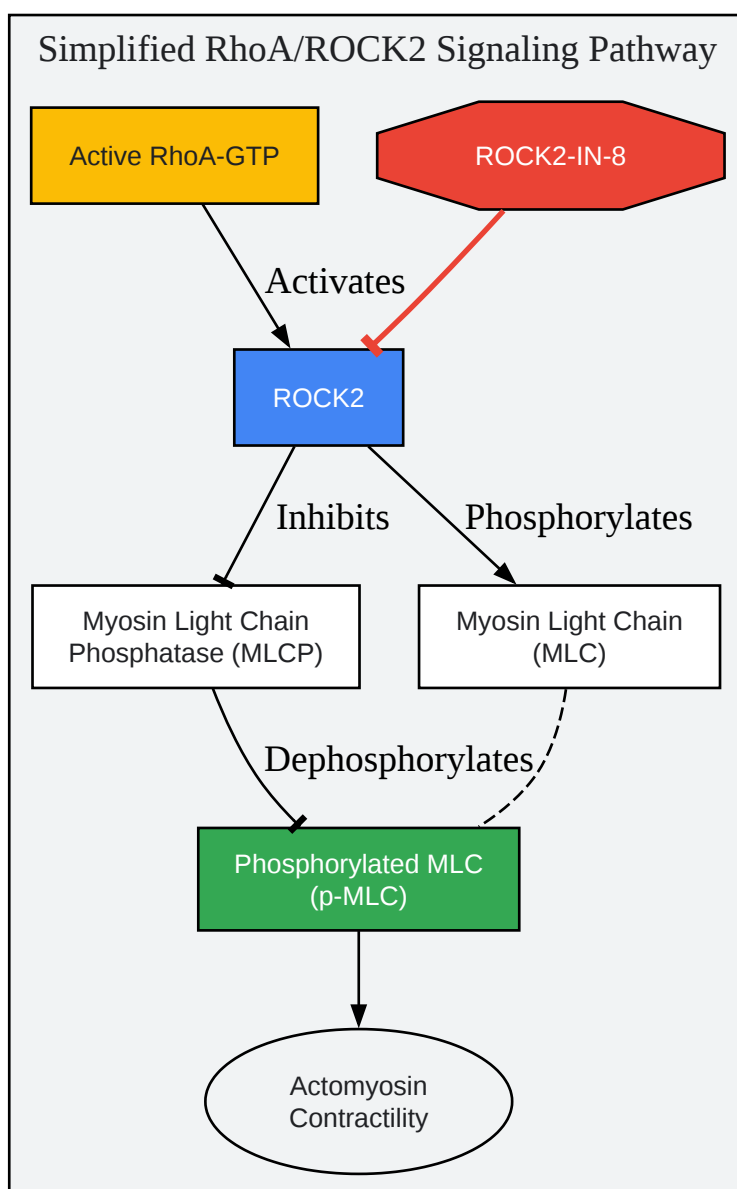 Simplified RhoA/ROCK2 Signaling Pathway
Active RhoA-GTP
ROCK2-IN-8
Activates
ROCK2
Inhibits
Phosphorylates
Myosin Light Chain
Phosphatase (MLCP)
Myosin Light Chain
(MLC)
Dephosphorylates
Phosphorylated MLC
(p-MLC)
Actomyosin
Contractility